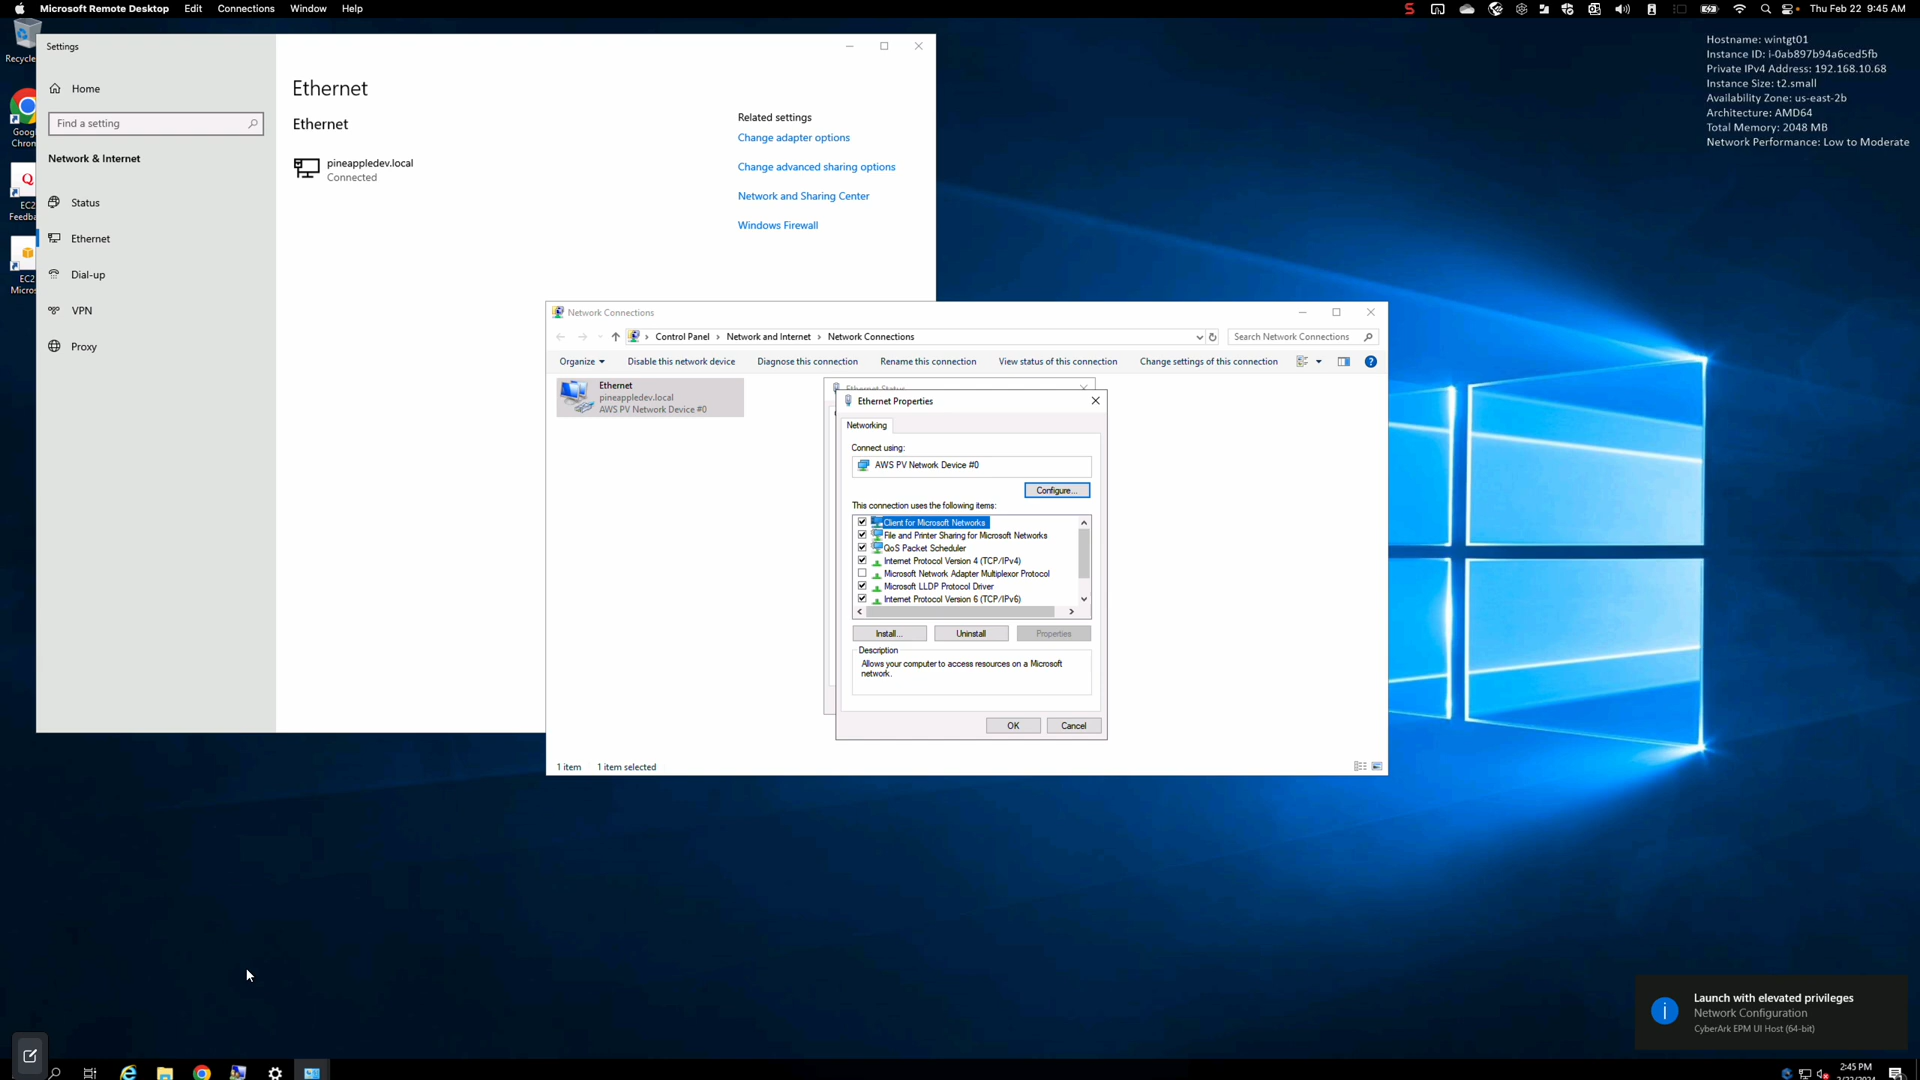 Microsoft Remote Desktop Edit Connections Window Help
Thu Feb 22 9:45 AM
Hostname: wintgt01
Instance ID: i-0ab897b94a6ced5fb
Private IPv4 Address: 192.168.10.68
Instance Size: t2.small
Availability Zone: us-east-2b
Architecture: AMD64
Total Memory: 2048 MB
Network Performance: Low to Moderate
Recycle
Googl
Chrom
EC2
Feedba
EC2
Micros
Settings
Home
Find a setting
Network & Internet
Status
Ethernet
Dial-up
VPN
Proxy
Ethernet
Ethernet
pineappledev.local
Connected
Related settings
Change adapter options
Change advanced sharing options
Network and Sharing Center
Windows Firewall
Network Connections
Control Panel > Network and Internet > Network Connections
Search Network Connections
Organize Disable this network device Diagnose this connection Rename this connection View status of this connection Change settings of this connection
Ethernet
pineappledev.local
AWS PV Network Device #0
Ethernet Status
Ethernet Properties
Networking
Connect using:
AWS PV Network Device #0
Configure...
This connection uses the following items:
Client for Microsoft Networks
File and Printer Sharing for Microsoft Networks
QoS Packet Scheduler
Internet Protocol Version 4 (TCP/IPv4)
Microsoft Network Adapter Multiplexor Protocol
Microsoft LLDP Protocol Driver
Internet Protocol Version 6 (TCP/IPv6)
Install... Uninstall Properties
Description
Allows your computer to access resources on a Microsoft
network.
OK Cancel
1 item 1 item selected
Launch with elevated privileges
Network Configuration
CyberArk EPM UI Host (64-bit)
2:45 PM